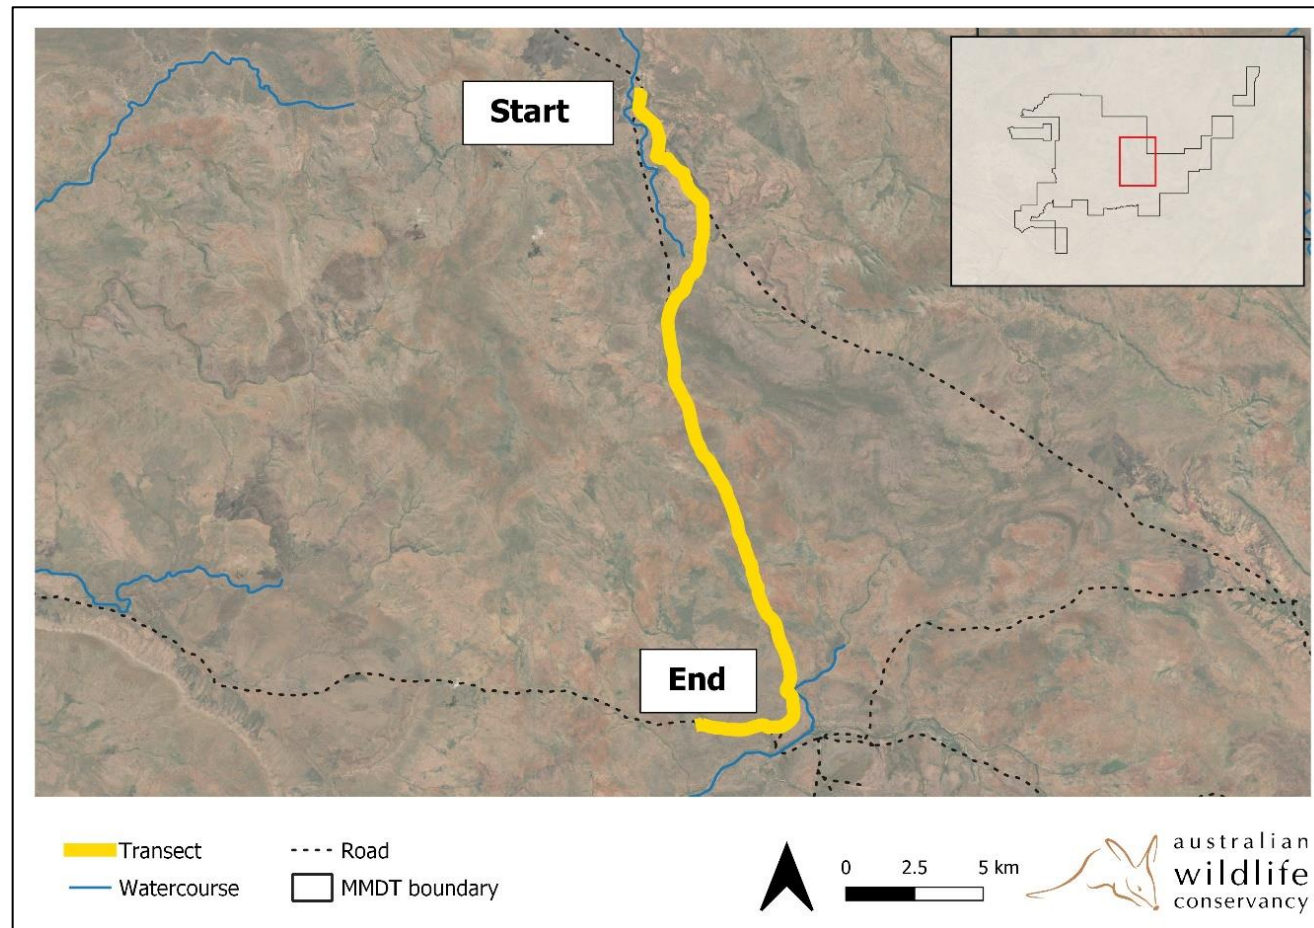 Start
End
Transect
Watercourse
Road
MMDT boundary
0 2.5 5 km
australian
wildlife
conservancy